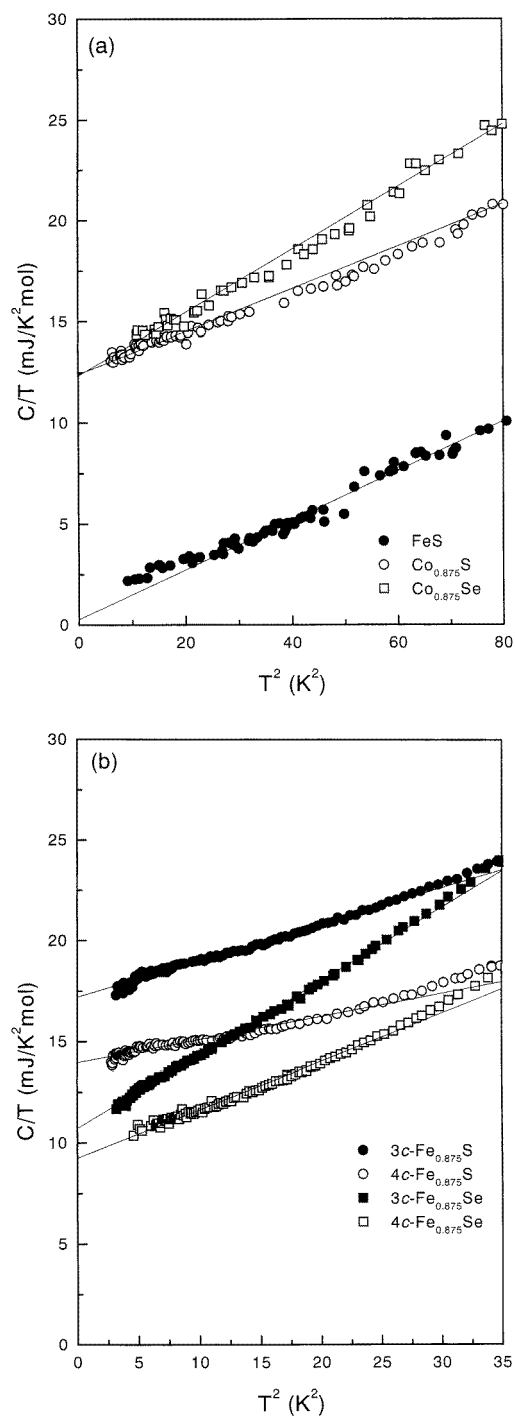 (a)
30
25
20
15
10
5
0
C/T (mJ/K²mol)
FeS
Co₀.₈₇₅S
Co₀.₈₇₅Se
0 20 40 60 80
T² (K²)
(b)
30
25
20
15
10
5
0
C/T (mJ/K²mol)
3c-Fe₀.₈₇₅S
4c-Fe₀.₈₇₅S
3c-Fe₀.₈₇₅Se
4c-Fe₀.₈₇₅Se
0 5 10 15 20 25 30 35
T² (K²)